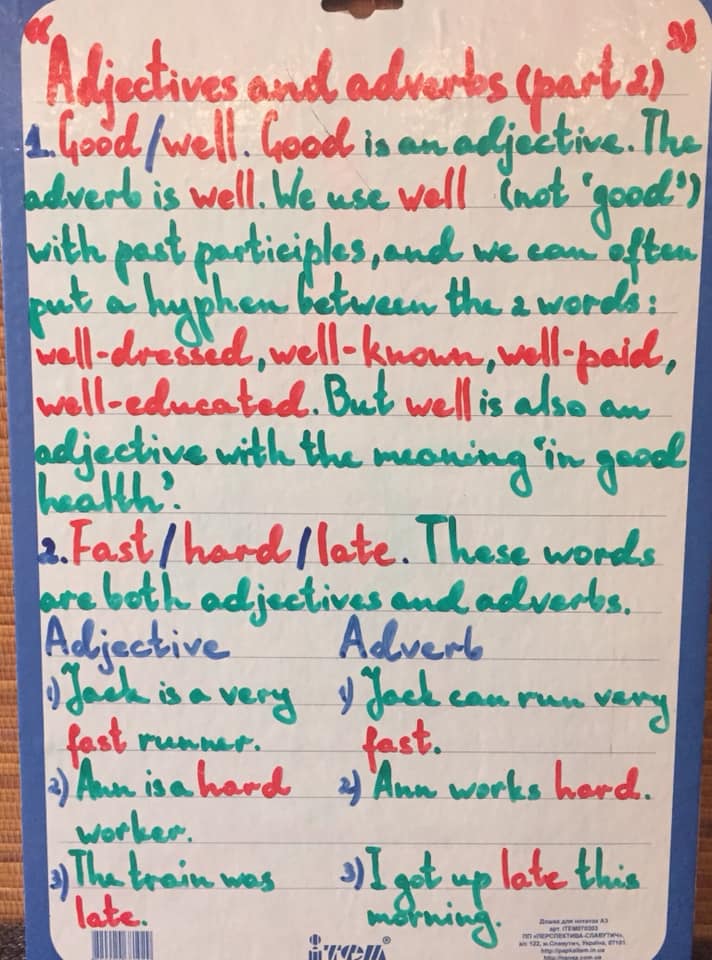 "Adjectives and adverbs (part 2)"
1. Good/well. Good is an adjective. The
adverb is well. We use well (not 'good')
with past participles, and we can often
put a hyphen between the 2 words:
well-dressed, well-known, well-paid,
well-educated. But well is also an
adjective with the meaning 'in good
health'.
2. Fast/hard/late. These words
are both adjectives and adverbs.
Adjective Adverb
1) Jack is a very 1) Jack can run very
fast runner. fast.
2) Ann is a hard 2) Ann works hard.
worker.
3) The train was 3) I got up late this
late. morning.
item
Дошка для нотаток А3
арт. ITEM070303
ПП «ПЕРСПЕКТИВА-СЛАВУТИЧ»,
а/с 122, м.Славутич, Україна, 07101.
http://papkaitem.in.ua